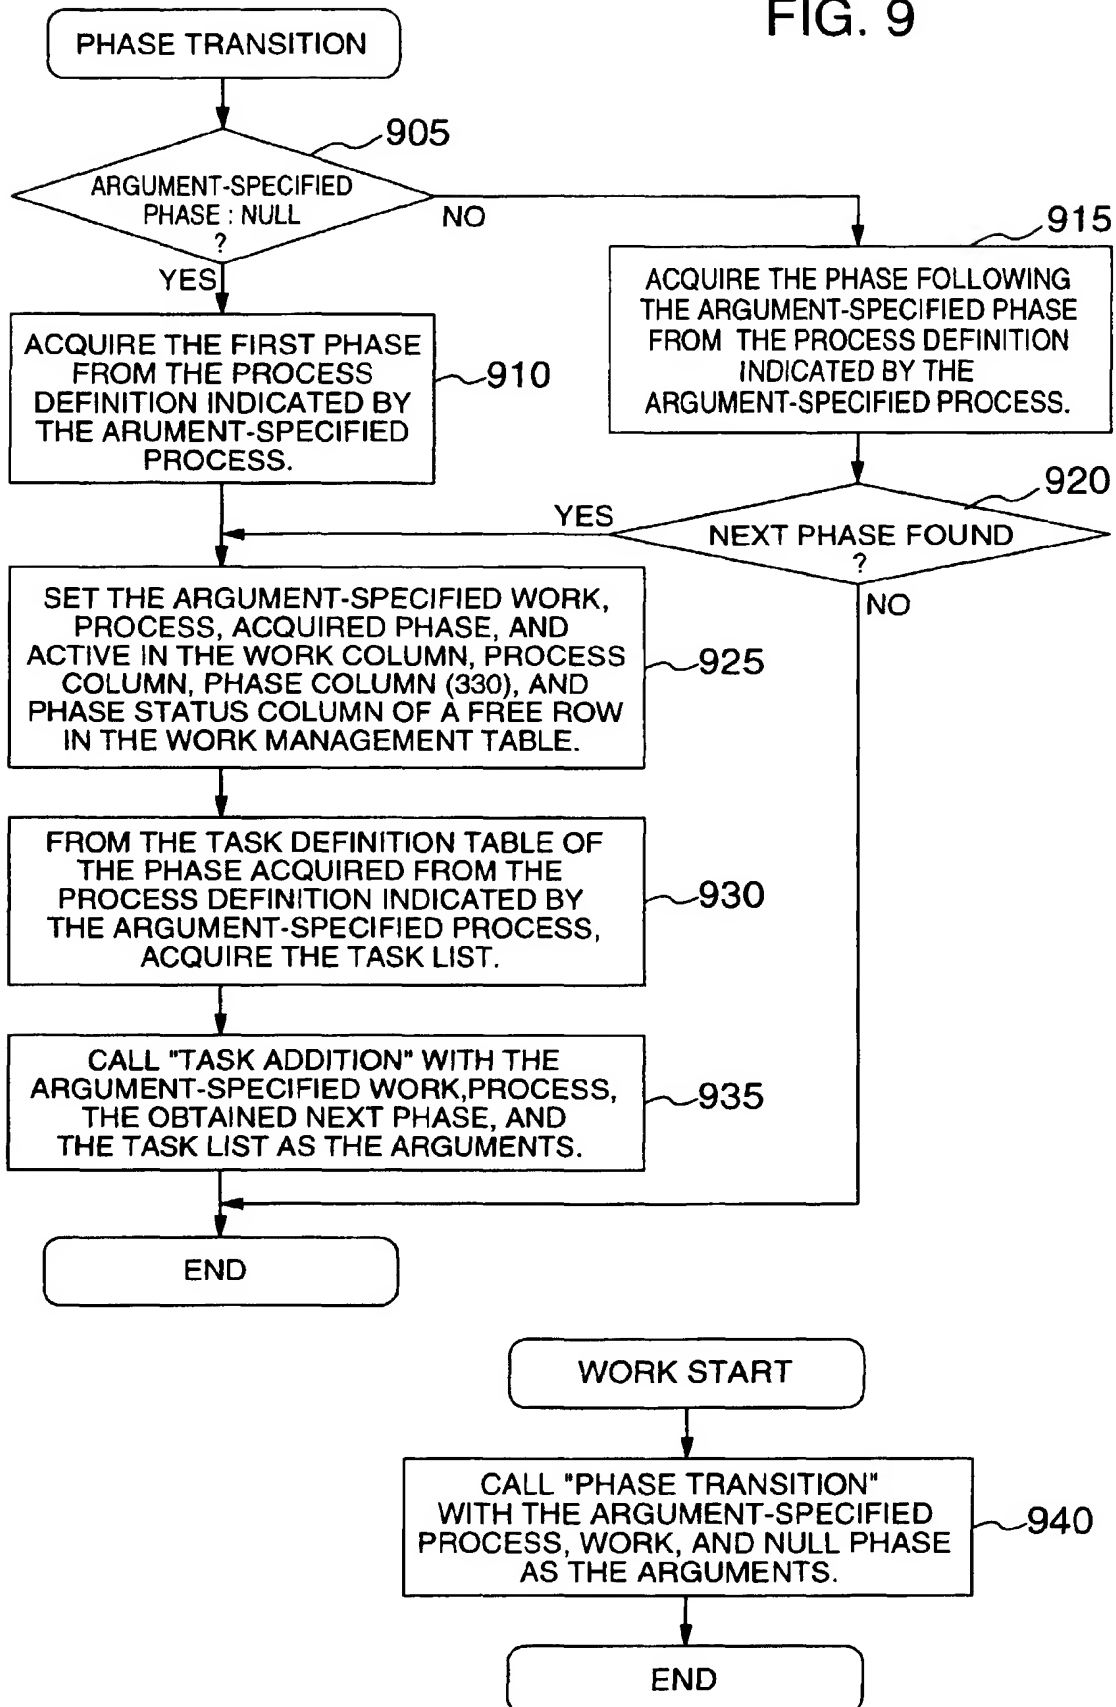 FIG. 9
PHASE TRANSITION
905
ARGUMENT-SPECIFIED
PHASE : NULL
?
NO
YES
915
ACQUIRE THE PHASE FOLLOWING
THE ARGUMENT-SPECIFIED PHASE
FROM THE PROCESS DEFINITION
INDICATED BY THE
ARGUMENT-SPECIFIED PROCESS.
ACQUIRE THE FIRST PHASE
FROM THE PROCESS
DEFINITION INDICATED BY
THE ARUMENT-SPECIFIED
PROCESS.
910
920
NEXT PHASE FOUND
?
YES
NO
SET THE ARGUMENT-SPECIFIED WORK,
PROCESS, ACQUIRED PHASE, AND
ACTIVE IN THE WORK COLUMN, PROCESS
COLUMN, PHASE COLUMN (330), AND
PHASE STATUS COLUMN OF A FREE ROW
IN THE WORK MANAGEMENT TABLE.
925
FROM THE TASK DEFINITION TABLE OF
THE PHASE ACQUIRED FROM THE
PROCESS DEFINITION INDICATED BY
THE ARGUMENT-SPECIFIED PROCESS,
ACQUIRE THE TASK LIST.
930
CALL "TASK ADDITION" WITH THE
ARGUMENT-SPECIFIED WORK,PROCESS,
THE OBTAINED NEXT PHASE, AND
THE TASK LIST AS THE ARGUMENTS.
935
END
WORK START
CALL "PHASE TRANSITION"
WITH THE ARGUMENT-SPECIFIED
PROCESS, WORK, AND NULL PHASE
AS THE ARGUMENTS.
940
END